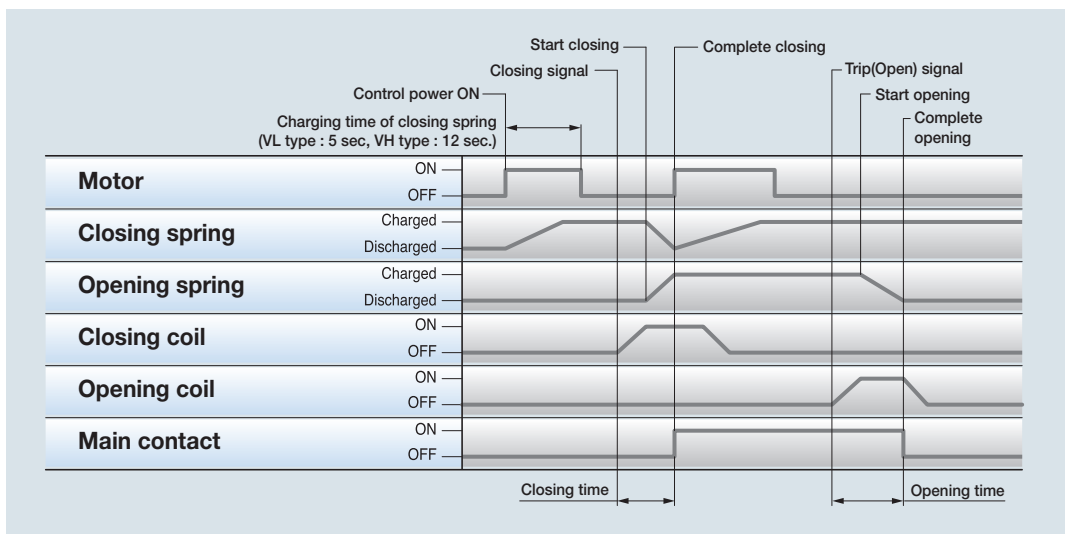 Start closing
Complete closing
Closing signal
Trip(Open) signal
Control power ON
Start opening
Charging time of closing spring
(VL type : 5 sec, VH type : 12 sec.)
Complete
opening
Motor
ON
OFF
Closing spring
Charged
Discharged
Opening spring
Charged
Discharged
Closing coil
ON
OFF
Opening coil
ON
OFF
Main contact
ON
OFF
Closing time
Opening time